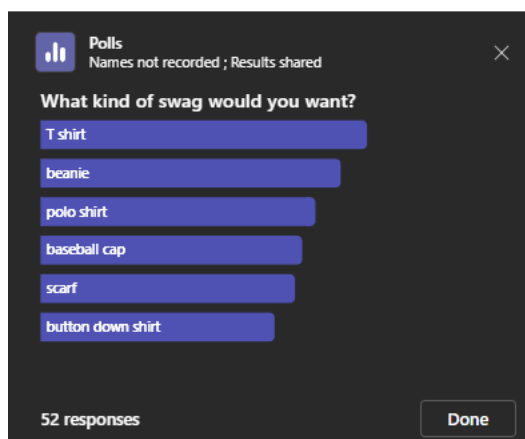 Polls
Names not recorded ; Results shared
What kind of swag would you want?
T shirt
beanie
polo shirt
baseball cap
scarf
button down shirt
52 responses
Done